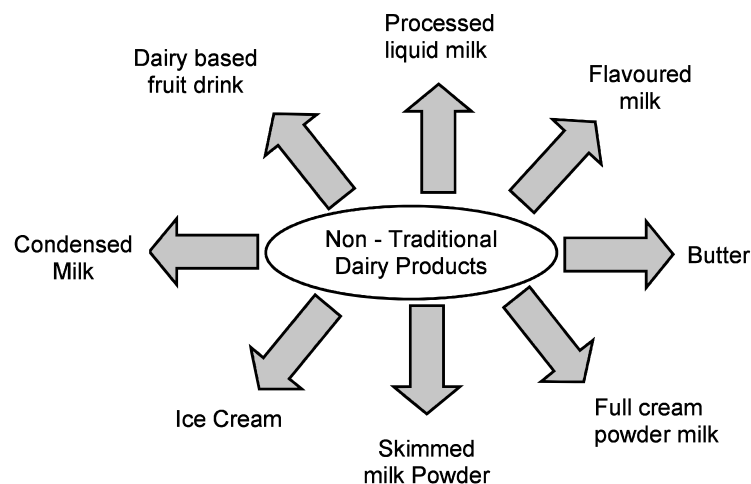 Processed
liquid milk
Dairy based
fruit drink
Flavoured
milk
Non - Traditional
Dairy Products
Condensed
Milk
Butter
Ice Cream
Full cream
powder milk
Skimmed
milk Powder